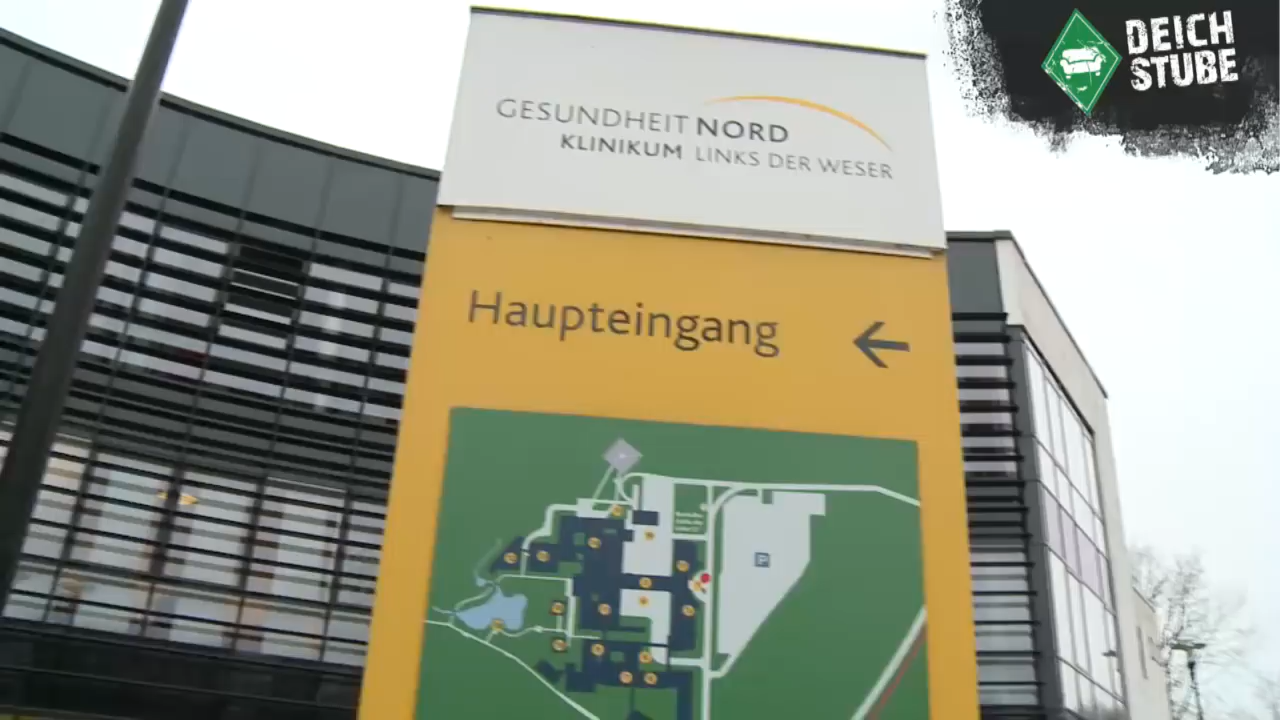 DEICH
STUBE
GESUNDHEIT NORD
KLINIKUM LINKS DER WESER
Haupteingang
P